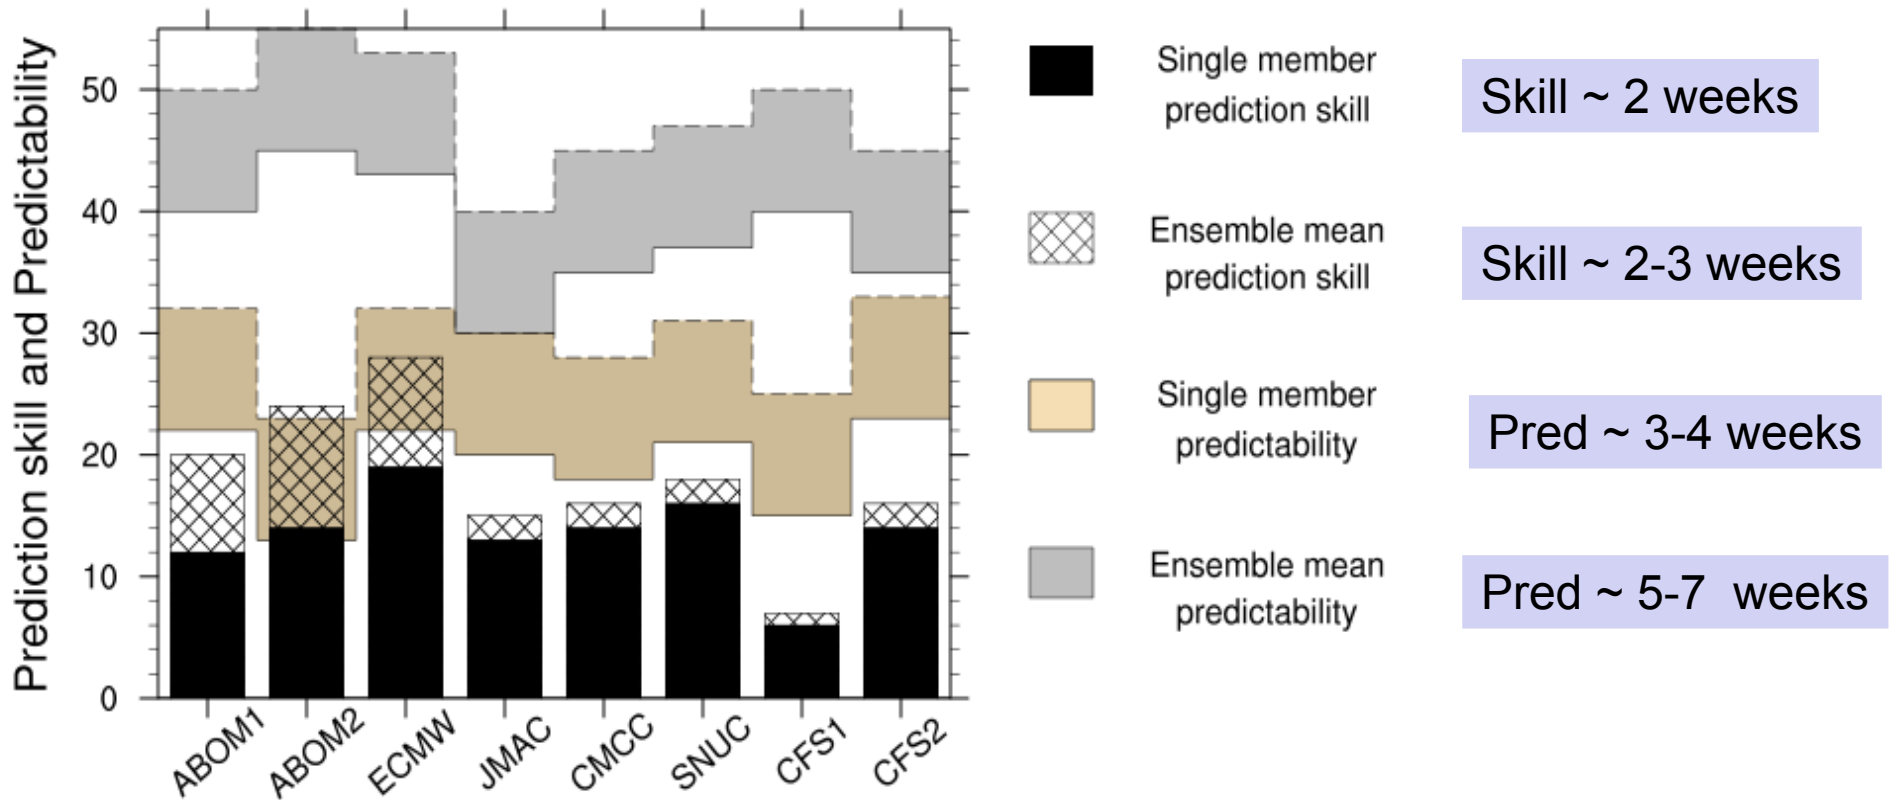 Prediction skill and Predictability
50
40
30
20
10
0
ABOM1
ABOM2
ECMW
JMAC
CMCC
SNUC
CFS1
CFS2
Single member
prediction skill
Skill ~ 2 weeks
Ensemble mean
prediction skill
Skill ~ 2-3 weeks
Single member
predictability
Pred ~ 3-4 weeks
Ensemble mean
predictability
Pred ~ 5-7 weeks